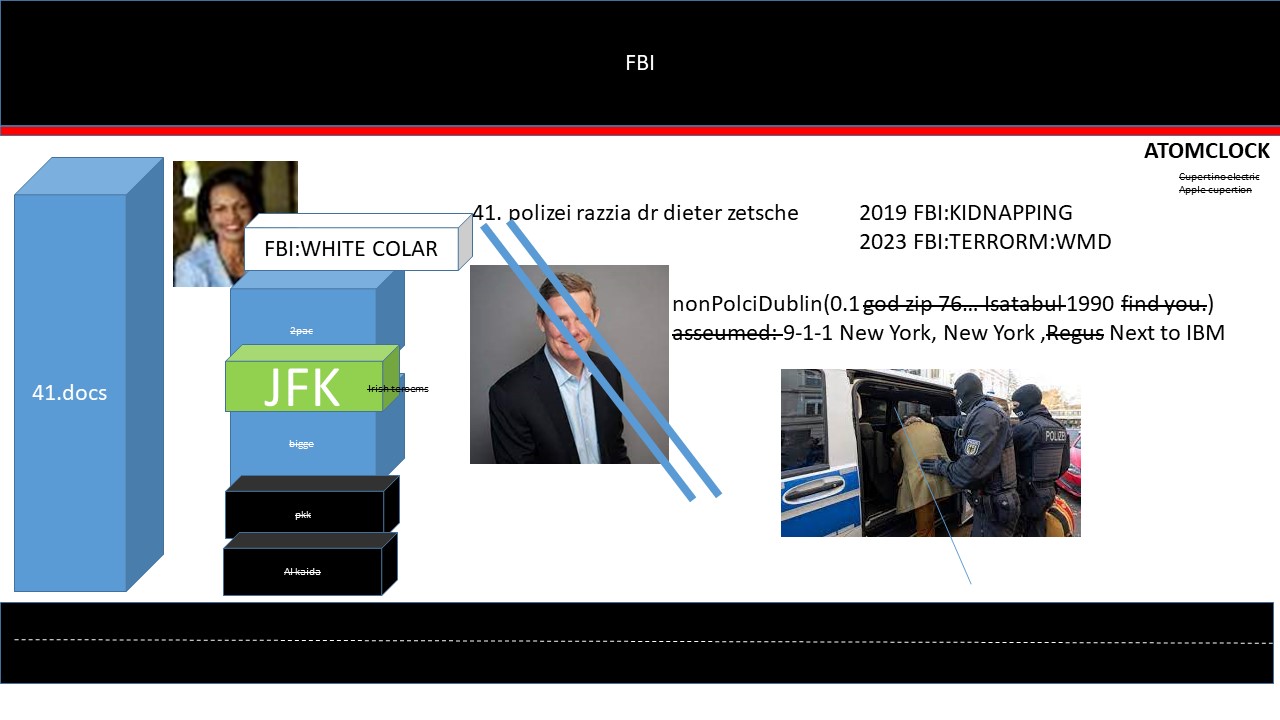 FBI
ATOMCLOCK
Cupertino electric
Apple cupertion
41. polizei razzia dr dieter zetsche
2019 FBI:KIDNAPPING
2023 FBI:TERRORM:WMD
FBI:WHITE COLAR
nonPolciDublin(0.1 god zip 76… Isatabul 1990 find you.)
asseumed: 9-1-1 New York, New York ,Regus Next to IBM
2pac
JFK
Irish teroems
41.docs
bigge
pkk
Al kaida
POLIZEI